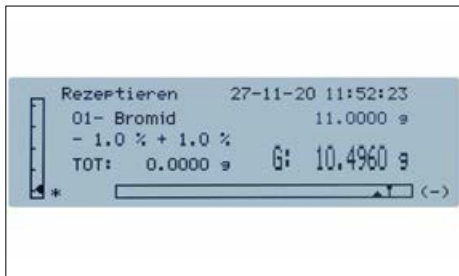 Rezeptieren 27-11-20 11:52:23
01- Bromid 11.0000 g
- 1.0 % + 1.0 %
TOT: 0.0000 g G: 10.4960 g
* (-)